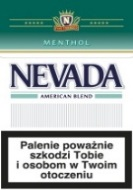 MENTHOL
NEVADA
AMERICAN BLEND
Palenie poważnie
szkodzi Tobie
i osobom w Twoim
otoczeniu